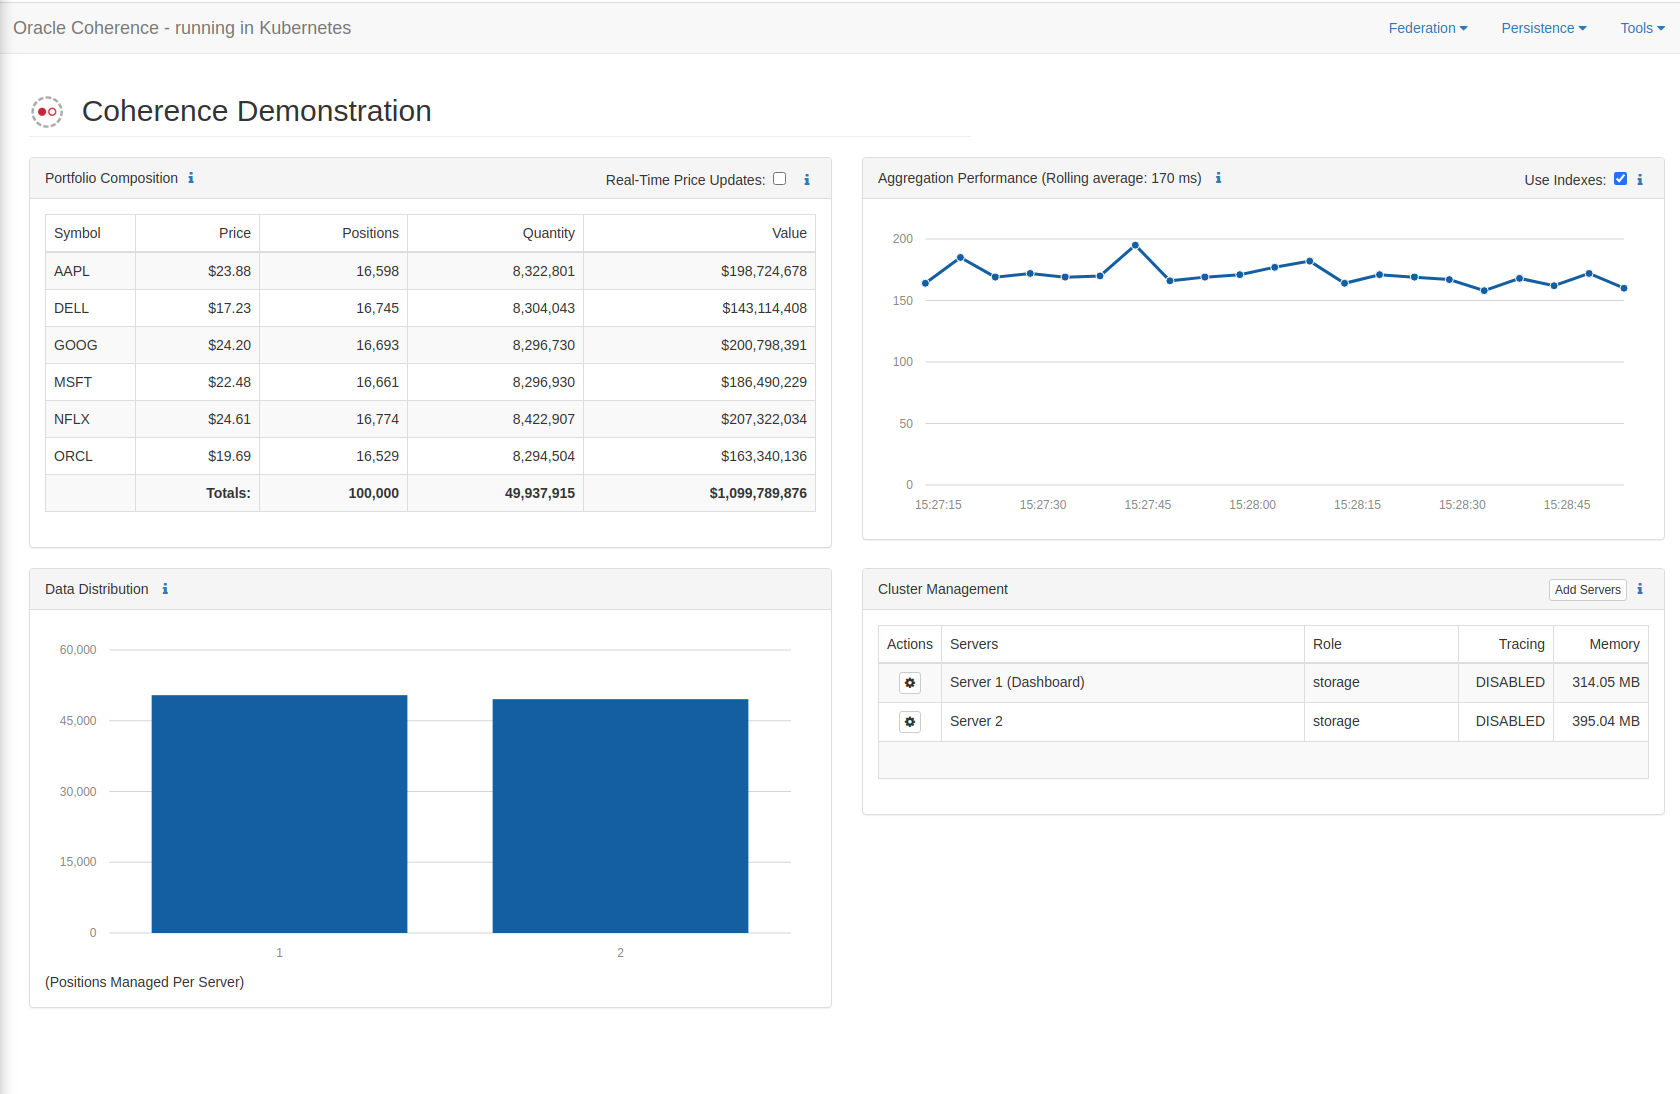 Oracle Coherence - running in Kubernetes
Federation
Persistence
Tools
Coherence Demonstration
Portfolio Composition
Real-Time Price Updates:
Symbol Price Positions Quantity Value
AAPL $23.88 16,598 8,322,801 $198,724,678
DELL $17.23 16,745 8,304,043 $143,114,408
GOOG $24.20 16,693 8,296,730 $200,798,391
MSFT $22.48 16,661 8,296,930 $186,490,229
NFLX $24.61 16,774 8,422,907 $207,322,034
ORCL $19.69 16,529 8,294,504 $163,340,136
Totals: 100,000 49,937,915 $1,099,789,876
Aggregation Performance (Rolling average: 170 ms)
Use Indexes:
200
150
100
50
0
15:27:15 15:27:30 15:27:45 15:28:00 15:28:15 15:28:30 15:28:45
Data Distribution
60,000
45,000
30,000
15,000
0
1 2
(Positions Managed Per Server)
Cluster Management
Add Servers
Actions Servers Role Tracing Memory
Server 1 (Dashboard) storage DISABLED 314.05 MB
Server 2 storage DISABLED 395.04 MB